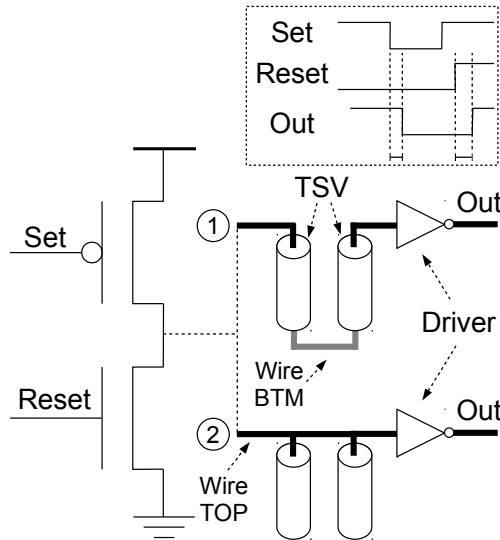 Set
Reset
Out
TSV
Out
1
Set
Driver
Wire
BTM
Reset
Out
2
Wire
TOP